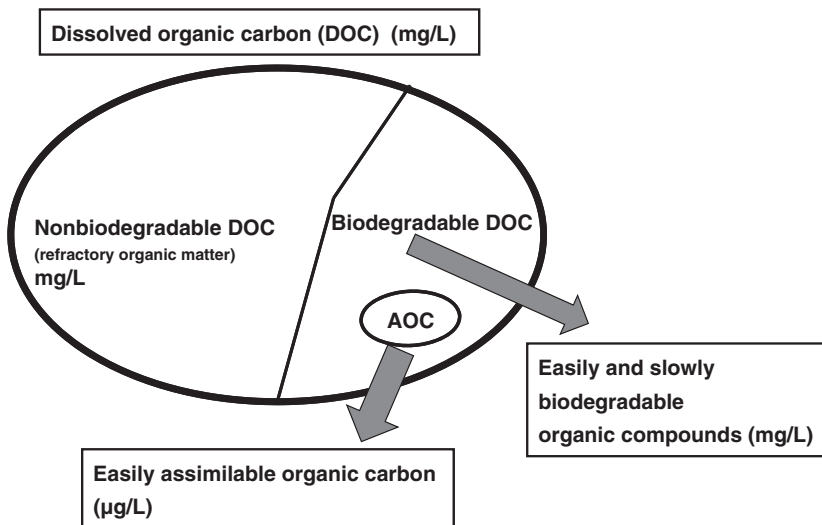 Dissolved organic carbon (DOC) (mg/L)
Nonbiodegradable DOC
(refractory organic matter)
mg/L
Biodegradable DOC
AOC
Easily and slowly
biodegradable
organic compounds (mg/L)
Easily assimilable organic carbon
(μg/L)